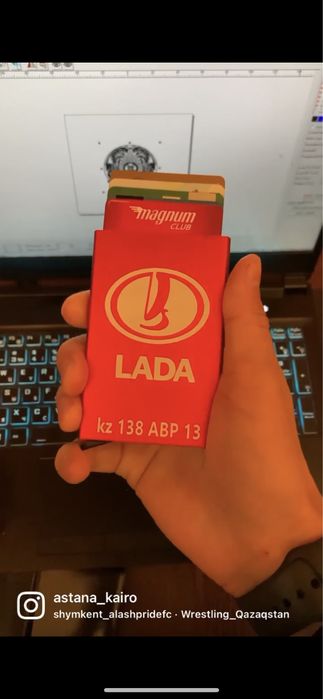 magnum
CLUB
LADA
kz 138 ABP 13
astana_kairo
shymkent_alashpridefc · Wrestling_Qazaqstan